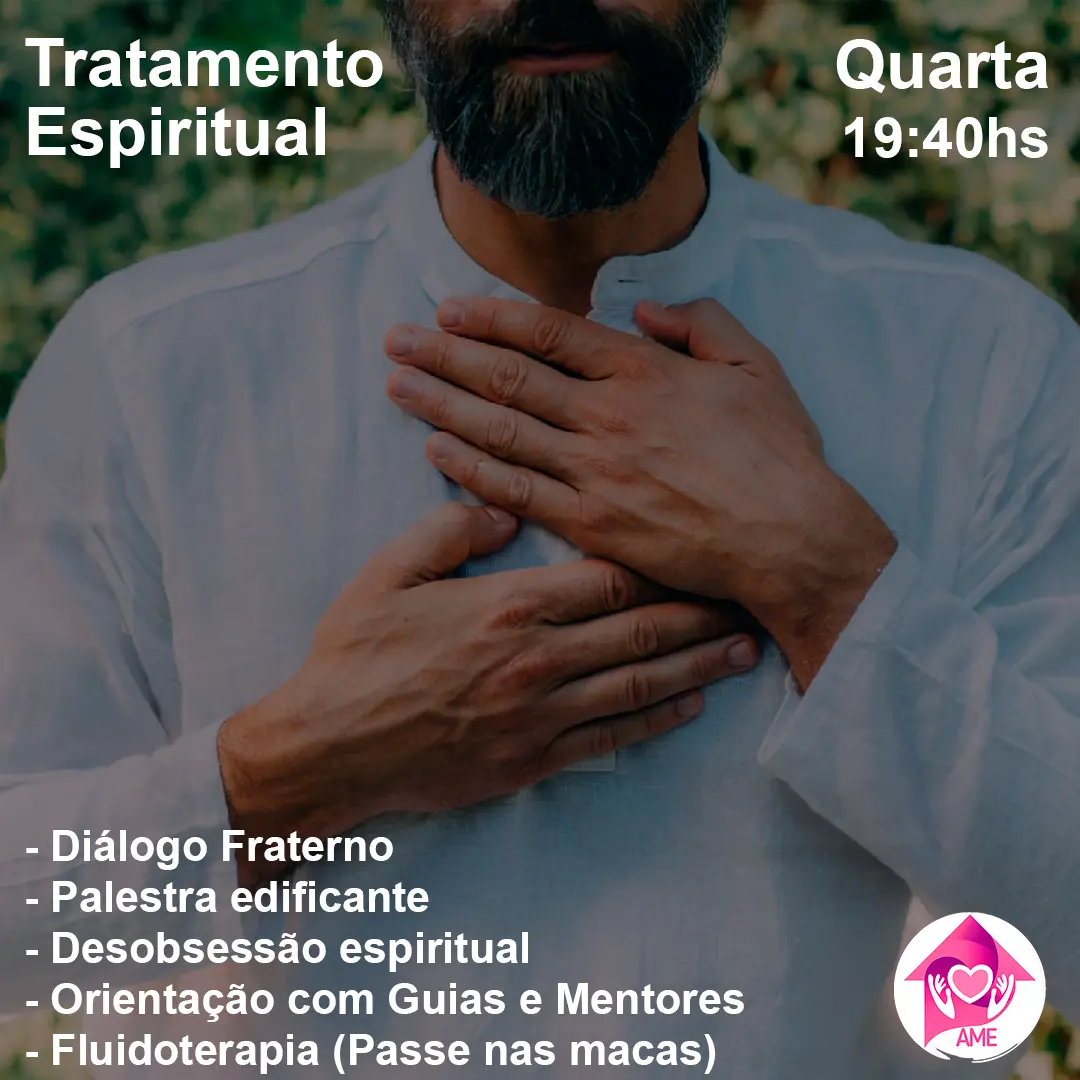 Tratamento
Espiritual
Quarta
19:40hs
- Diálogo Fraterno
- Palestra edificante
- Desobsessão espiritual
- Orientação com Guias e Mentores
- Fluidoterapia (Passe nas macas)
AME